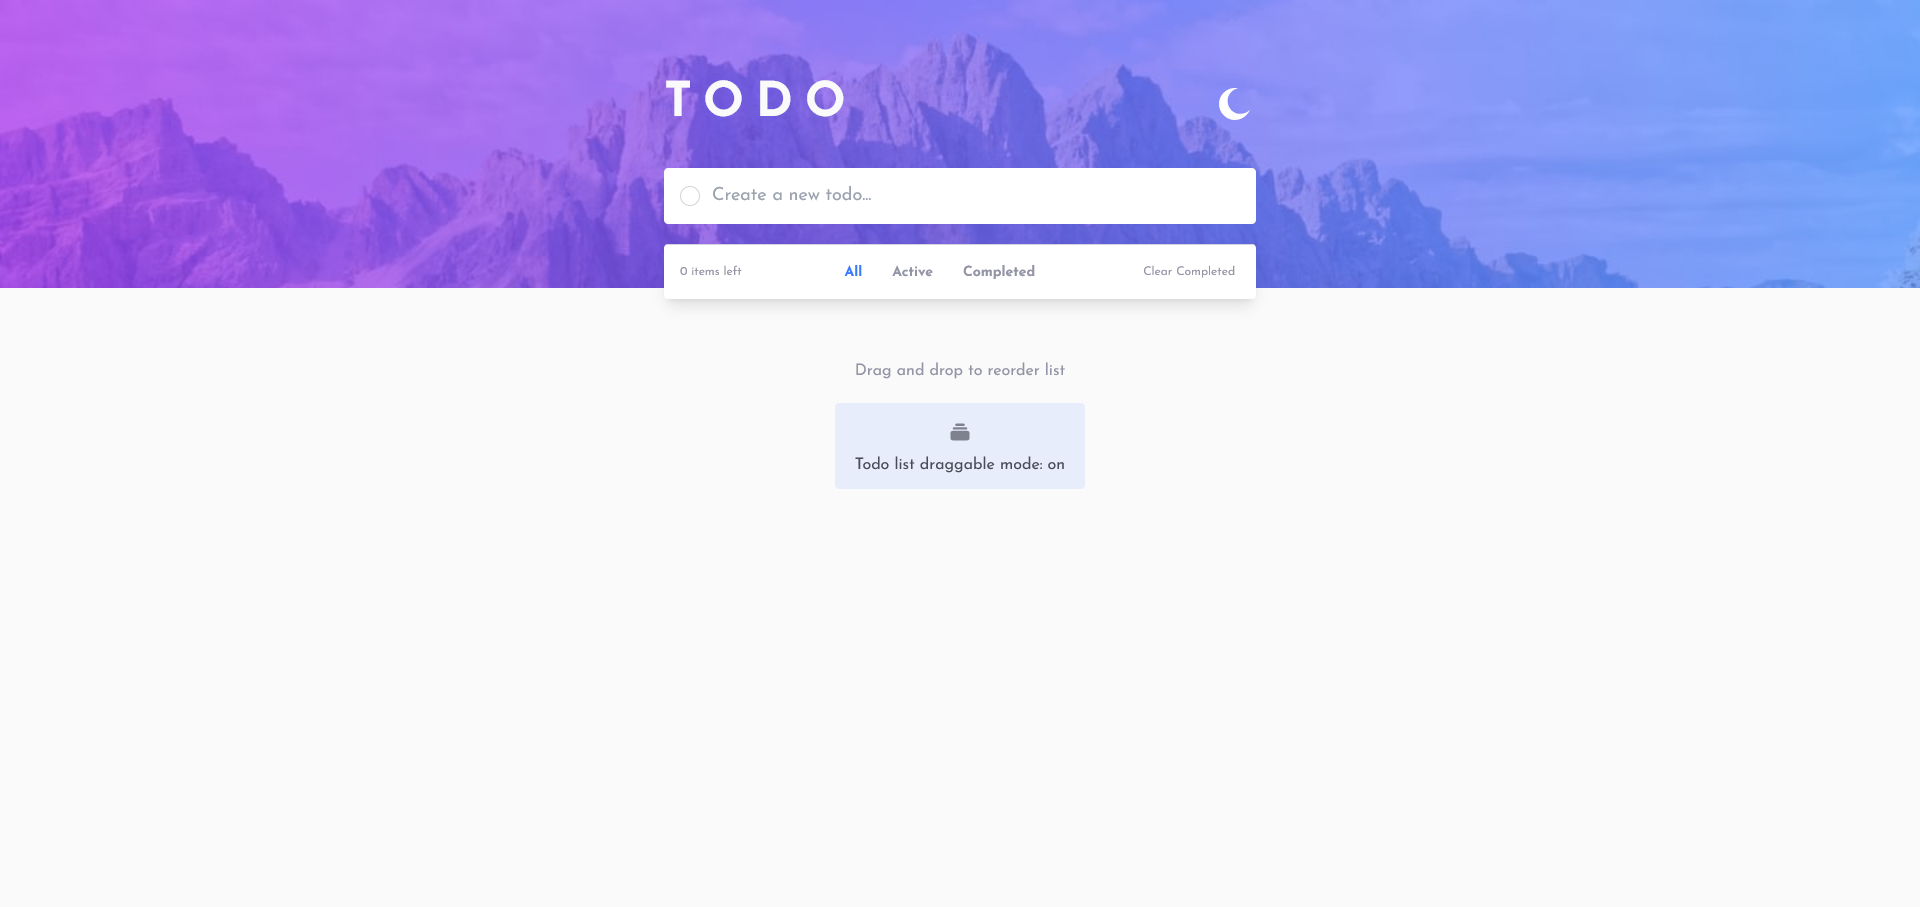 TODO
Create a new todo...
0 items left All Active Completed Clear Completed
Drag and drop to reorder list
Todo list draggable mode: on